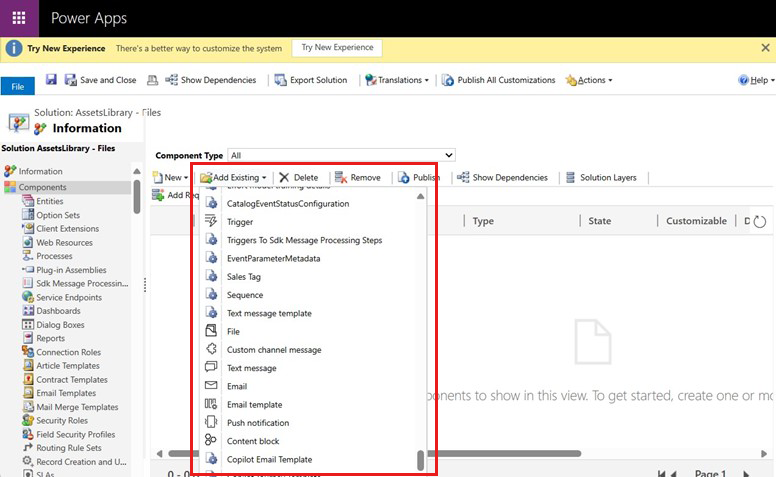 Power Apps
Try New Experience There's a better way to customize the system Try New Experience
File Save and Close Show Dependencies Export Solution Translations Publish All Customizations Actions Help
Solution: AssetsLibrary - Files
Information
Solution AssetsLibrary - Files
Component Type All
Information
Components
Entities
Option Sets
Client Extensions
Web Resources
Processes
Plug-in Assemblies
Sdk Message Processin...
Service Endpoints
Dashboards
Dialog Boxes
Reports
Connection Roles
Article Templates
Contract Templates
Email Templates
Mail Merge Templates
Security Roles
Field Security Profiles
Routing Rule Sets
Record Creation and U...
SLAs
New Add Existing Delete Remove Publish Show Dependencies Solution Layers
Add Req
Type State Customizable D
CatalogEventStatusConfiguration
Trigger
Triggers To Sdk Message Processing Steps
EventParameterMetadata
Sales Tag
Sequence
Text message template
File
Custom channel message
Text message
Email
Email template
Push notification
Content block
Copilot Email Template
ponents to show in this view. To get started, create one or mo
0 - 0
Page 1